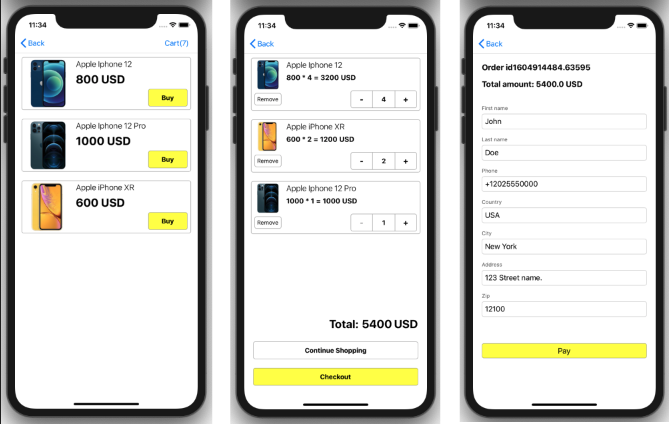 11:34
Back
Cart(7)
Apple Iphone 12
800 USD
Buy
Apple Iphone 12 Pro
1000 USD
Buy
Apple iPhone XR
600 USD
Buy
11:34
Back
Apple Iphone 12
800 * 4 = 3200 USD
Remove
- 4 +
Apple iPhone XR
600 * 2 = 1200 USD
Remove
- 2 +
Apple Iphone 12 Pro
1000 * 1 = 1000 USD
Remove
- 1 +
Total: 5400 USD
Continue Shopping
Checkout
11:34
Back
Order id1604914484.63595
Total amount: 5400.0 USD
First name
John
Last name
Doe
Phone
+12025550000
Country
USA
City
New York
Address
123 Street name.
Zip
12100
Pay